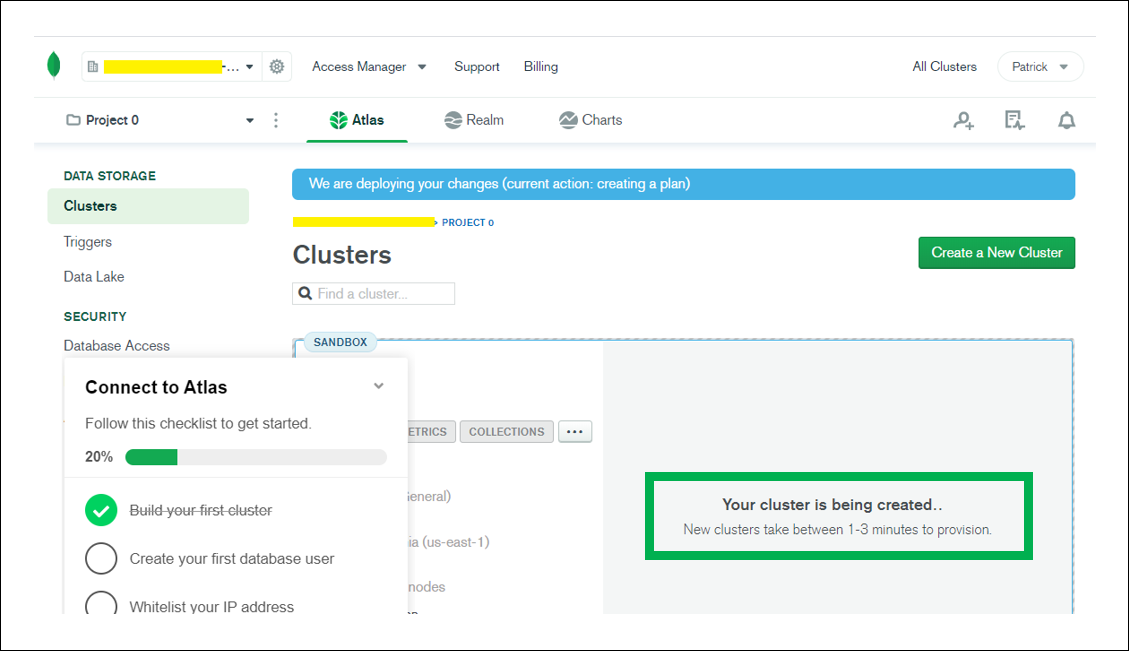 -... Access Manager Support Billing All Clusters Patrick
Project 0 Atlas Realm Charts
DATA STORAGE
Clusters
Triggers
Data Lake
SECURITY
Database Access
We are deploying your changes (current action: creating a plan)
> PROJECT 0
Clusters
Create a New Cluster
Find a cluster...
SANDBOX
ETRICS COLLECTIONS ...
eneral)
ia (us-east-1)
nodes
Your cluster is being created..
New clusters take between 1-3 minutes to provision.
Connect to Atlas
Follow this checklist to get started.
20%
Build your first cluster
Create your first database user
Whitelist your IP address